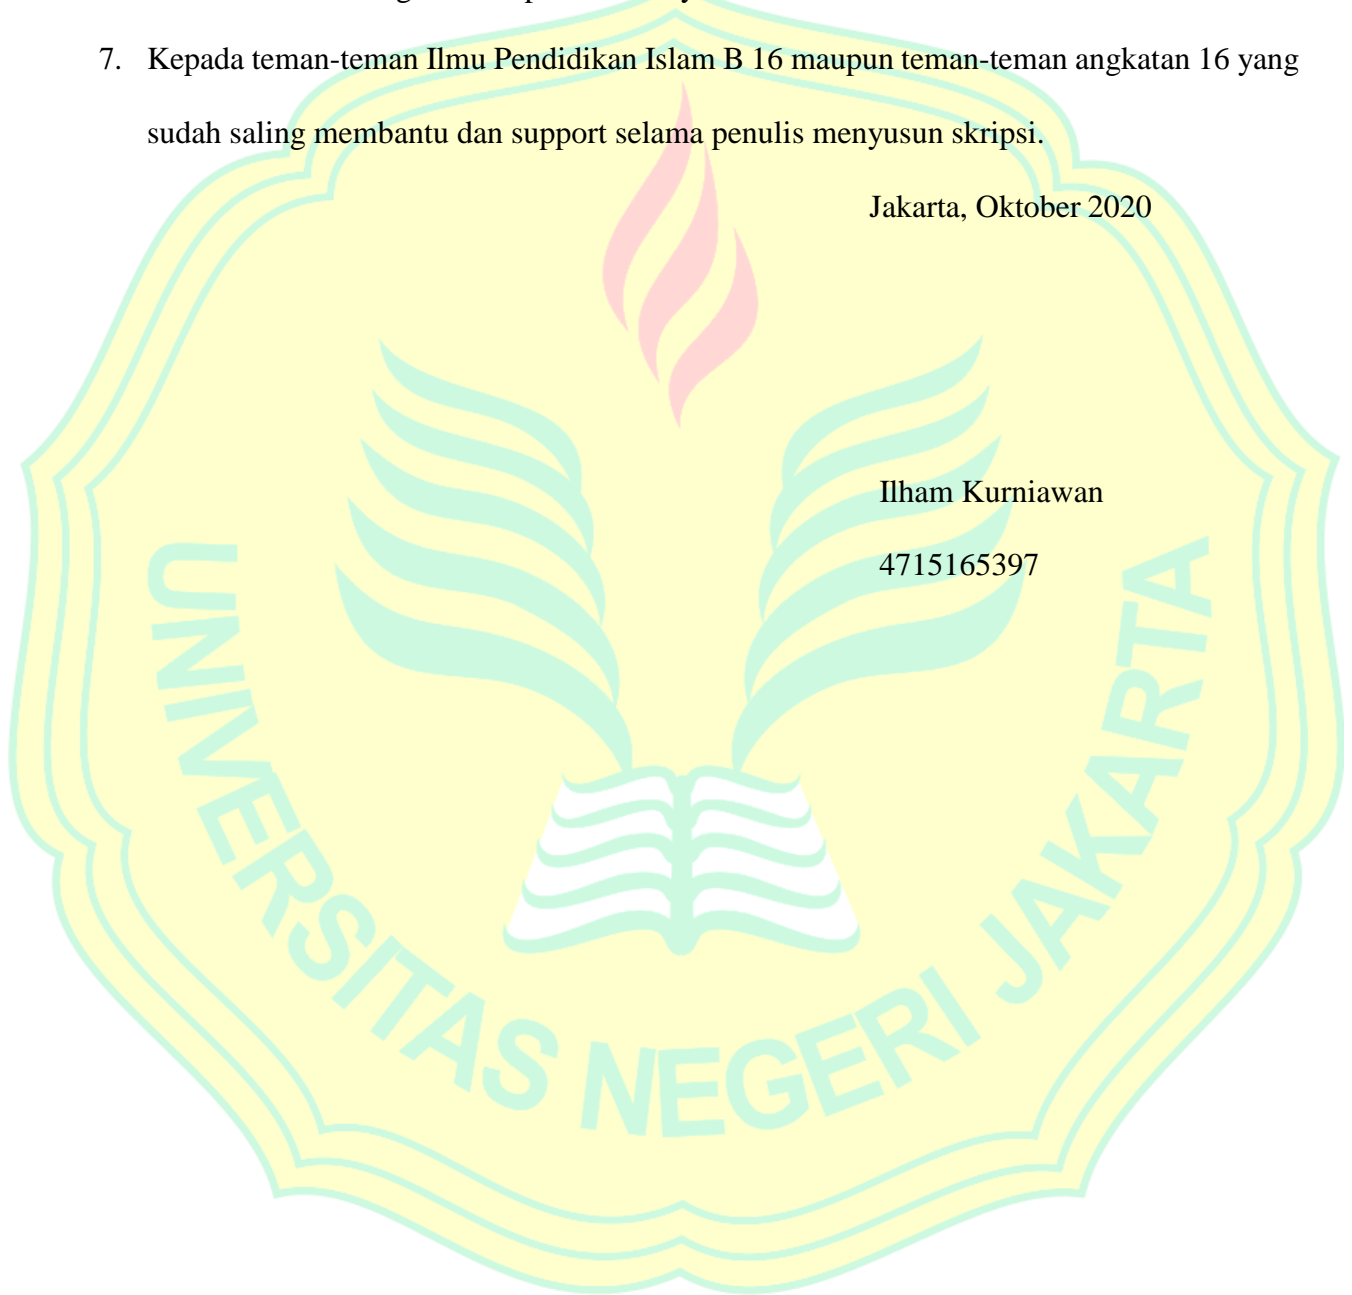 7. Kepada teman-teman Ilmu Pendidikan Islam B 16 maupun teman-teman angkatan 16 yang
sudah saling membantu dan support selama penulis menyusun skripsi.
Jakarta, Oktober 2020
Ilham Kurniawan
4715165397
UNIVERSITAS NEGERI JAKARTA